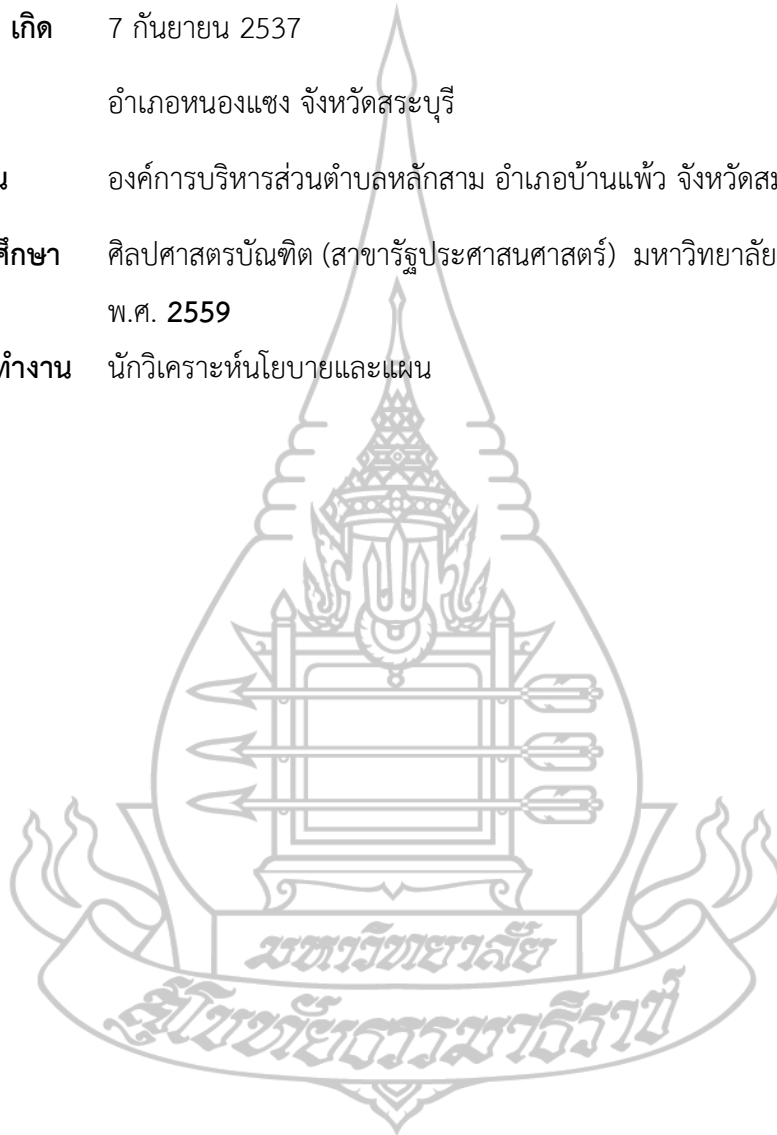 เกิด 7 กันยายน 2537
อำเภอหนองแซง จังหวัดสระบุรี
องค์การบริหารส่วนตำบลหลักสาม อำเภอบ้านแพ้ว
ศิลปศาสตรบัณฑิต (สาขารัฐประศาสนศาสตร์) มหาวิทยาลัย
พ.ศ. 2559
ทำงาน นักวิเคราะห์นโยบายและแผน
มหาวิทยาลัย
สุโขทัยธรรมาธิราช